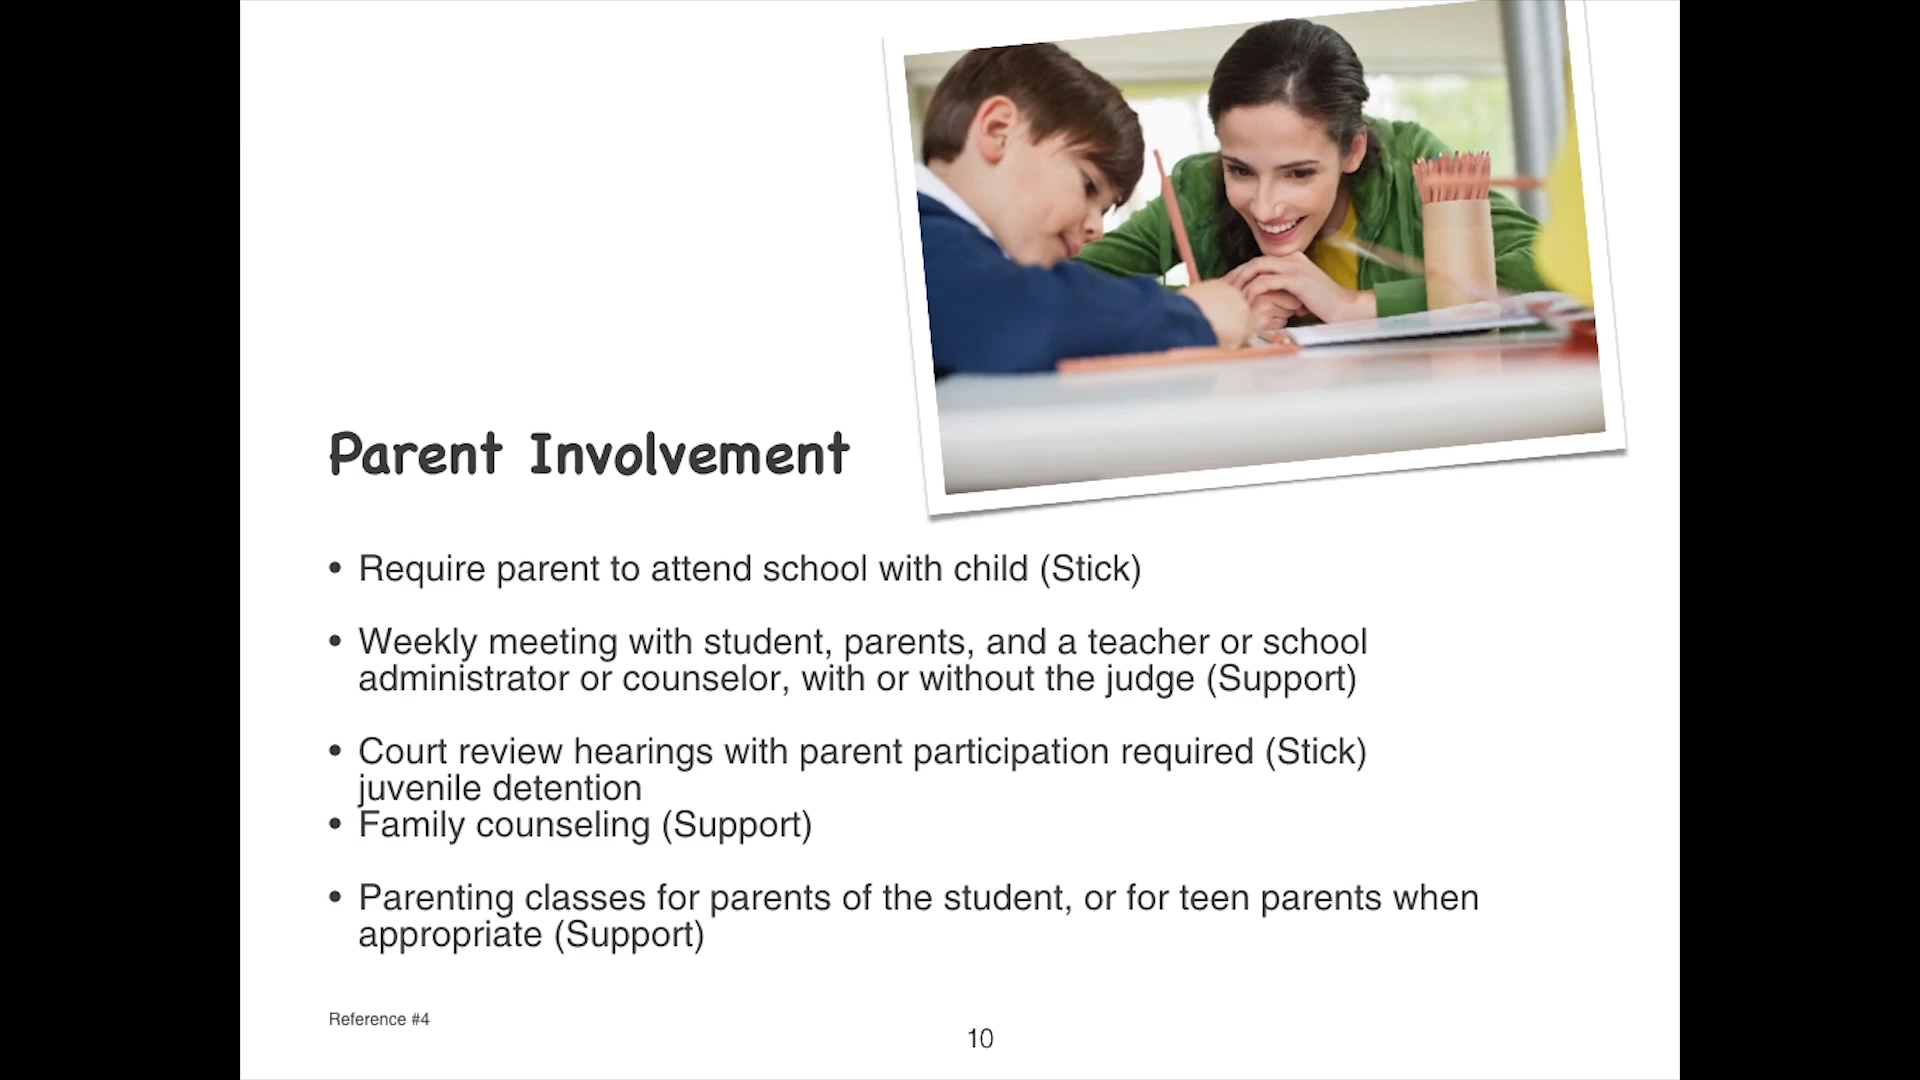 Parent Involvement
• Require parent to attend school with child (Stick)
• Weekly meeting with student, parents, and a teacher or school
administrator or counselor, with or without the judge (Support)
• Court review hearings with parent participation required (Stick)
juvenile detention
• Family counseling (Support)
• Parenting classes for parents of the student, or for teen parents when
appropriate (Support)
Reference #4
10